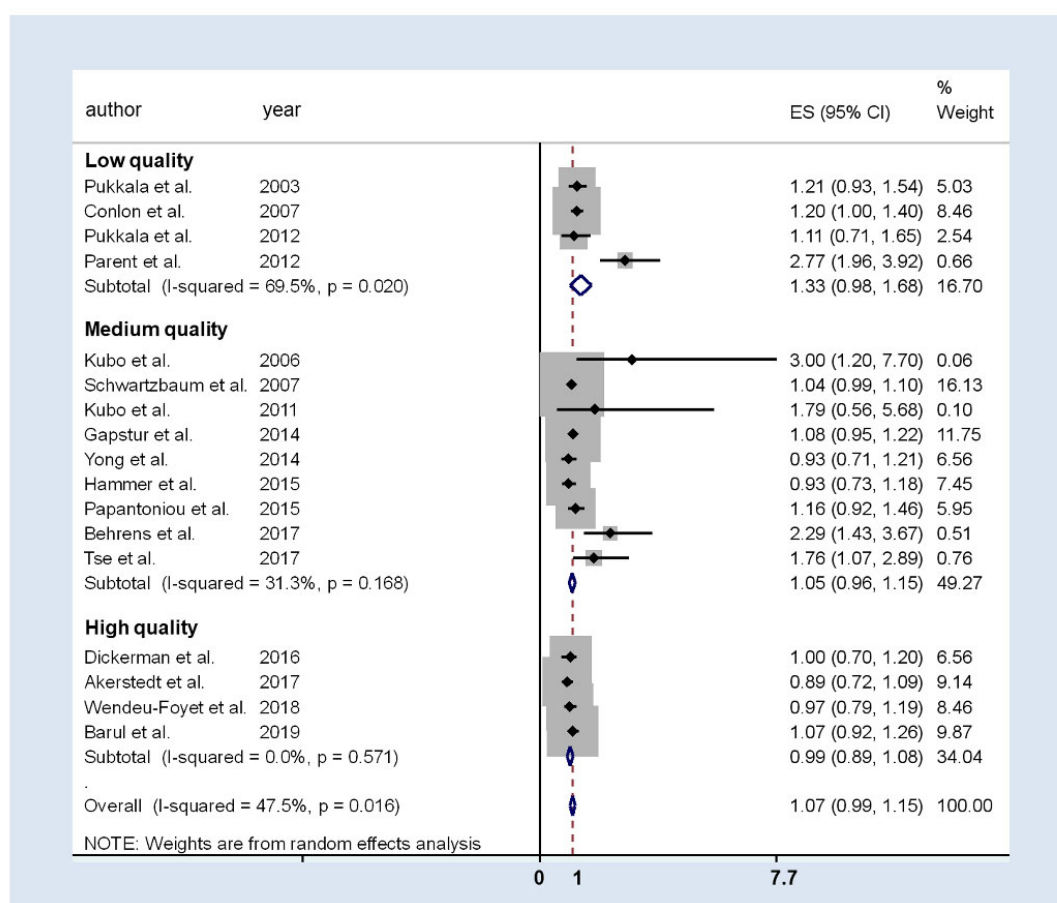 %
author year ES (95% CI) Weight
Low quality
Pukkala et al. 2003 1.21 (0.93, 1.54) 5.03
Conlon et al. 2007 1.20 (1.00, 1.40) 8.46
Pukkala et al. 2012 1.11 (0.71, 1.65) 2.54
Parent et al. 2012 2.77 (1.96, 3.92) 0.66
Subtotal (I-squared = 69.5%, p = 0.020) 1.33 (0.98, 1.68) 16.70
Medium quality
Kubo et al. 2006 3.00 (1.20, 7.70) 0.06
Schwartzbaum et al. 2007 1.04 (0.99, 1.10) 16.13
Kubo et al. 2011 1.79 (0.56, 5.68) 0.10
Gapstur et al. 2014 1.08 (0.95, 1.22) 11.75
Yong et al. 2014 0.93 (0.71, 1.21) 6.56
Hammer et al. 2015 0.93 (0.73, 1.18) 7.45
Papantoniou et al. 2015 1.16 (0.92, 1.46) 5.95
Behrens et al. 2017 2.29 (1.43, 3.67) 0.51
Tse et al. 2017 1.76 (1.07, 2.89) 0.76
Subtotal (I-squared = 31.3%, p = 0.168) 1.05 (0.96, 1.15) 49.27
High quality
Dickerman et al. 2016 1.00 (0.70, 1.20) 6.56
Akerstedt et al. 2017 0.89 (0.72, 1.09) 9.14
Wendeu-Foyet et al. 2018 0.97 (0.79, 1.19) 8.46
Barul et al. 2019 1.07 (0.92, 1.26) 9.87
Subtotal (I-squared = 0.0%, p = 0.571) 0.99 (0.89, 1.08) 34.04
.
Overall (I-squared = 47.5%, p = 0.016) 1.07 (0.99, 1.15) 100.00
NOTE: Weights are from random effects analysis
0 1 7.7